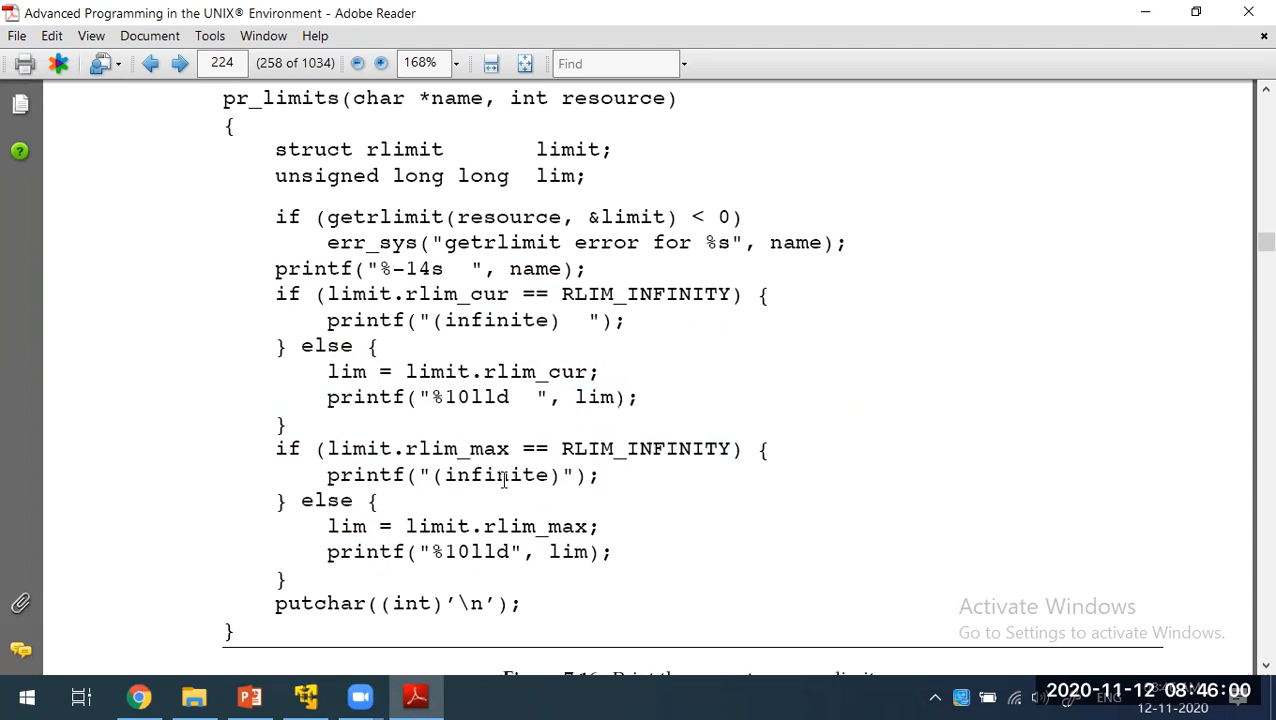 Advanced Programming in the UNIX® Environment - Adobe Reader
File Edit View Document Tools Window Help
224 (258 of 1034) 168% Find
pr_limits(char *name, int resource)
{
struct rlimit limit;
unsigned long long lim;
if (getrlimit(resource, &limit) < 0)
err_sys("getrlimit error for %s", name);
printf("%-14s  ", name);
if (limit.rlim_cur == RLIM_INFINITY) {
printf("(infinite)  ");
} else {
lim = limit.rlim_cur;
printf("%10lld  ", lim);
}
if (limit.rlim_max == RLIM_INFINITY) {
printf("(infinite)");
} else {
lim = limit.rlim_max;
printf("%10lld", lim);
}
putchar((int)’\n’);
}
Activate Windows
Go to Settings to activate Windows.
ENG
2020-11-12 08:46:00
12-11-2020